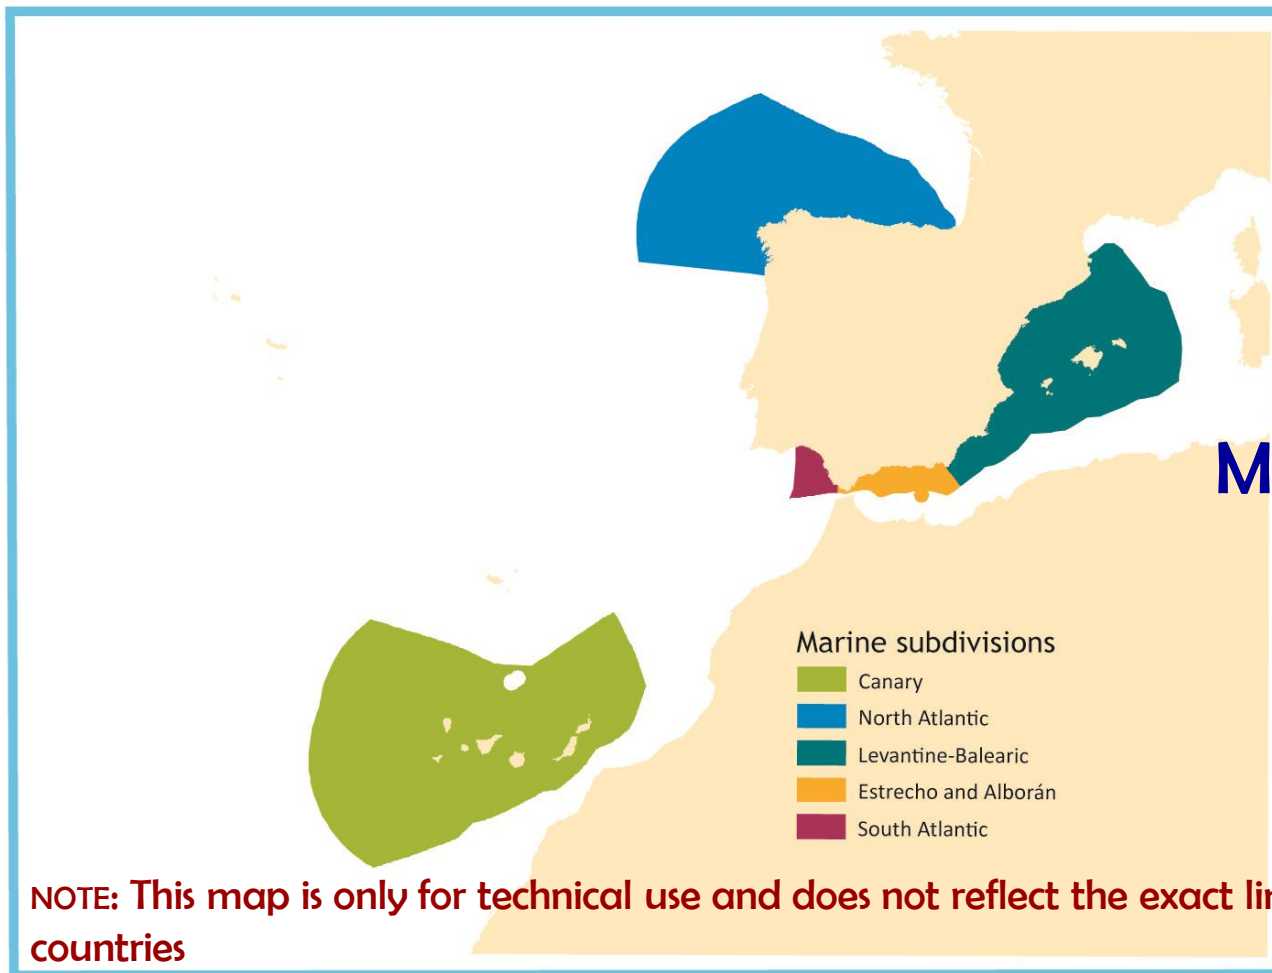 M
Marine subdivisions
Canary
North Atlantic
Levantine-Balearic
Estrecho and Alborán
South Atlantic
NOTE: This map is only for technical use and does not reflect the exact
countries